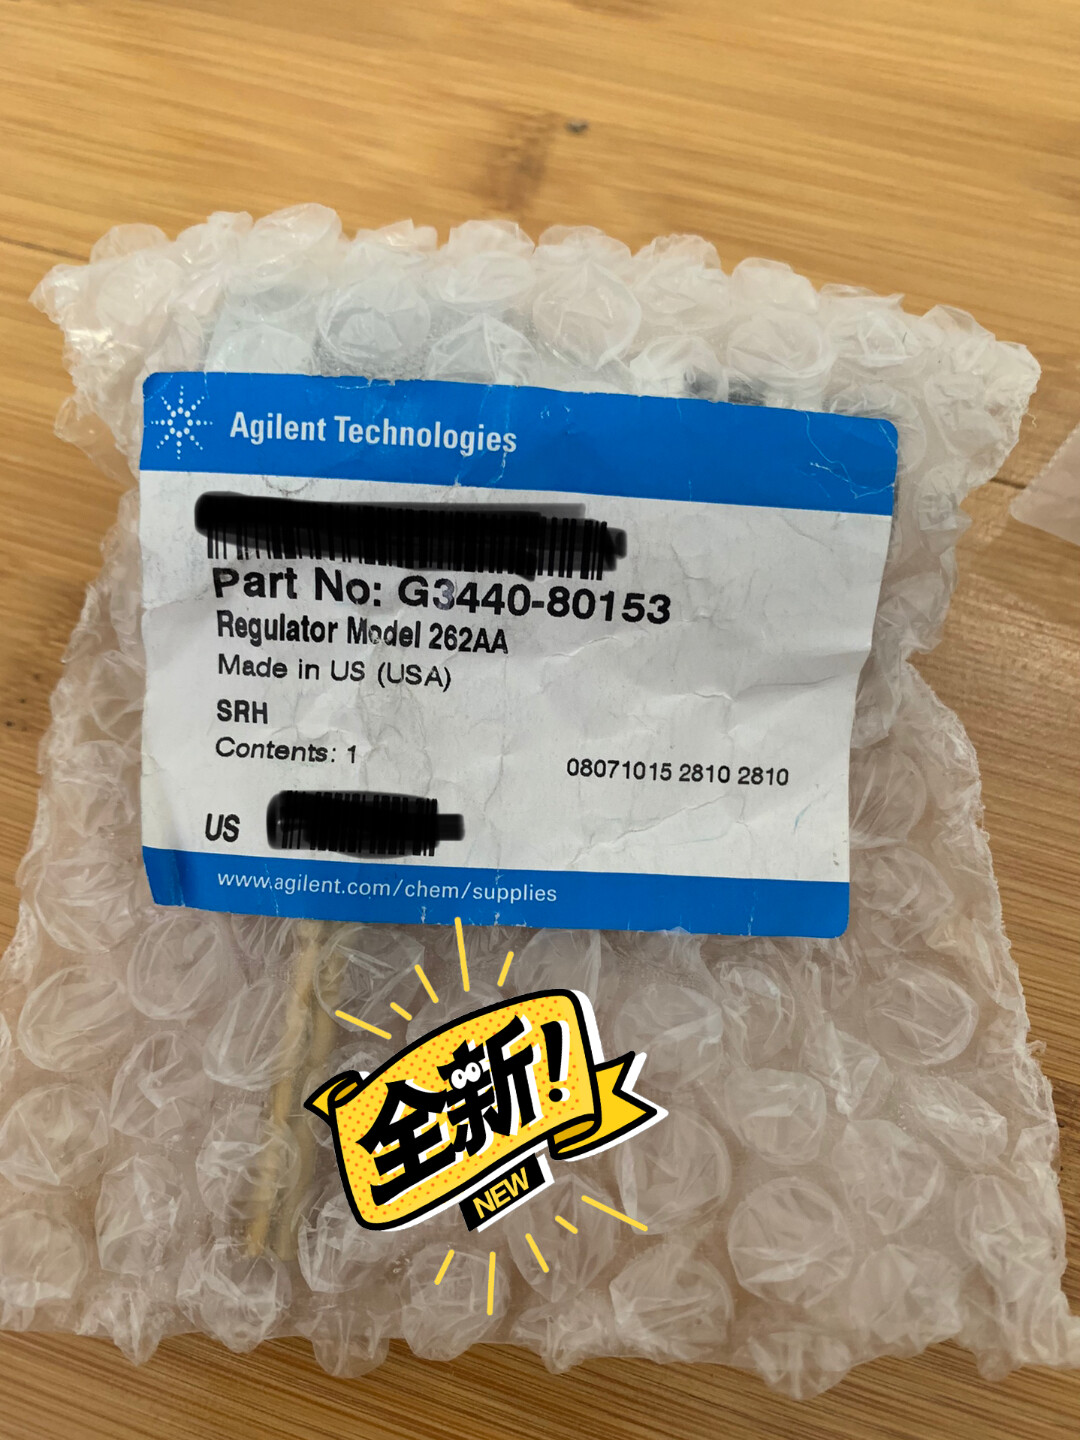 Agilent Technologies
Part No: G3440-80153
Regulator Model 262AA
Made in US (USA)
SRH
Contents: 1
08071015 2810 2810
US
www.agilent.com/chem/supplies
全新!
NEW